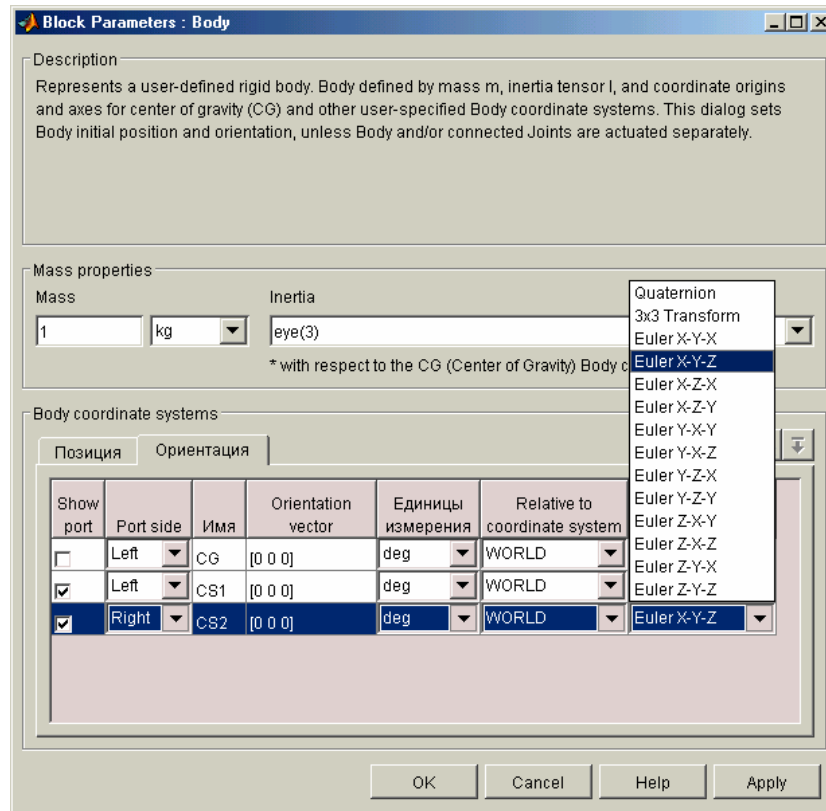 Block Parameters : Body
Description
Represents a user-defined rigid body. Body defined by mass m, inertia tensor I, and coordinate origins
and axes for center of gravity (CG) and other user-specified Body coordinate systems. This dialog sets
Body initial position and orientation, unless Body and/or connected Joints are actuated separately.
Mass properties
Mass
Inertia
1
kg
eye(3)
* with respect to the CG (Center of Gravity) Body c
Quaternion
3x3 Transform
Euler X-Y-X
Euler X-Y-Z
Euler X-Z-X
Euler X-Z-Y
Euler Y-X-Y
Euler Y-X-Z
Euler Y-Z-X
Euler Y-Z-Y
Euler Z-X-Y
Euler Z-X-Z
Euler Z-Y-X
Euler Z-Y-Z
Body coordinate systems
Позиция Ориентация
Show port Port side Имя Orientation vector Единицы измерения Relative to coordinate system
Left CG [0 0 0] deg WORLD
Left CS1 [0 0 0] deg WORLD
Right CS2 [0 0 0] deg WORLD Euler X-Y-Z
OK Cancel Help Apply